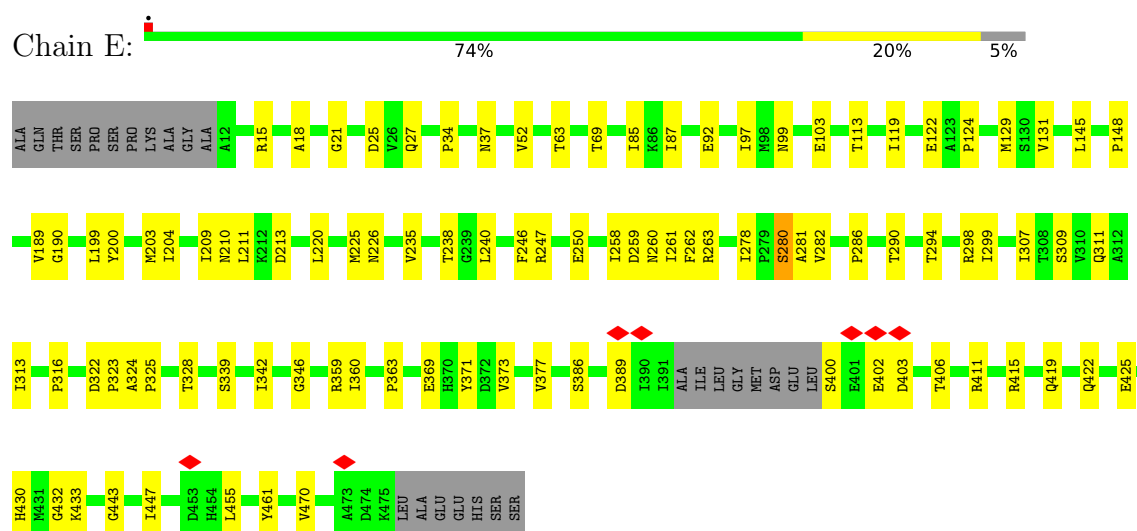 Chain E:
•
74% 20% 5%
ALA GLN THR SER PRO SER PRO LYS ALA GLY ALA A12 R15 A18 G21 D25 V26 Q27 P34 N37 V52 T63 T69 I85 K86 I87 E92 I97 M98 N99 E103 T113 I119 E122 A123 P124 M129 S130 V131 L145 P148
V189 G190 L199 Y200 M203 I204 I209 N210 L211 K212 D213 L220 M225 N226 V235 T238 G239 L240 F246 R247 E250 I258 D259 N260 I261 F262 R263 I278 P279 S280 A281 V282 P286 T290 T294 R298 I299 I307 T308 S309 V310 Q311 A312
I313 P316 D322 P323 A324 P325 T328 S339 I342 G346 R359 I360 P363 E369 H370 Y371 D372 V373 V377 S386 D389 I390 I391 ALA ILE LEU GLY MET ASP GLU LEU S400 E401 E402 D403 T406 R411 R415 Q419 Q422 E425
H430 M431 G432 K433 G443 I447 D453 H454 L455 Y461 V470 A473 D474 K475 LEU ALA GLU GLU HIS SER SER